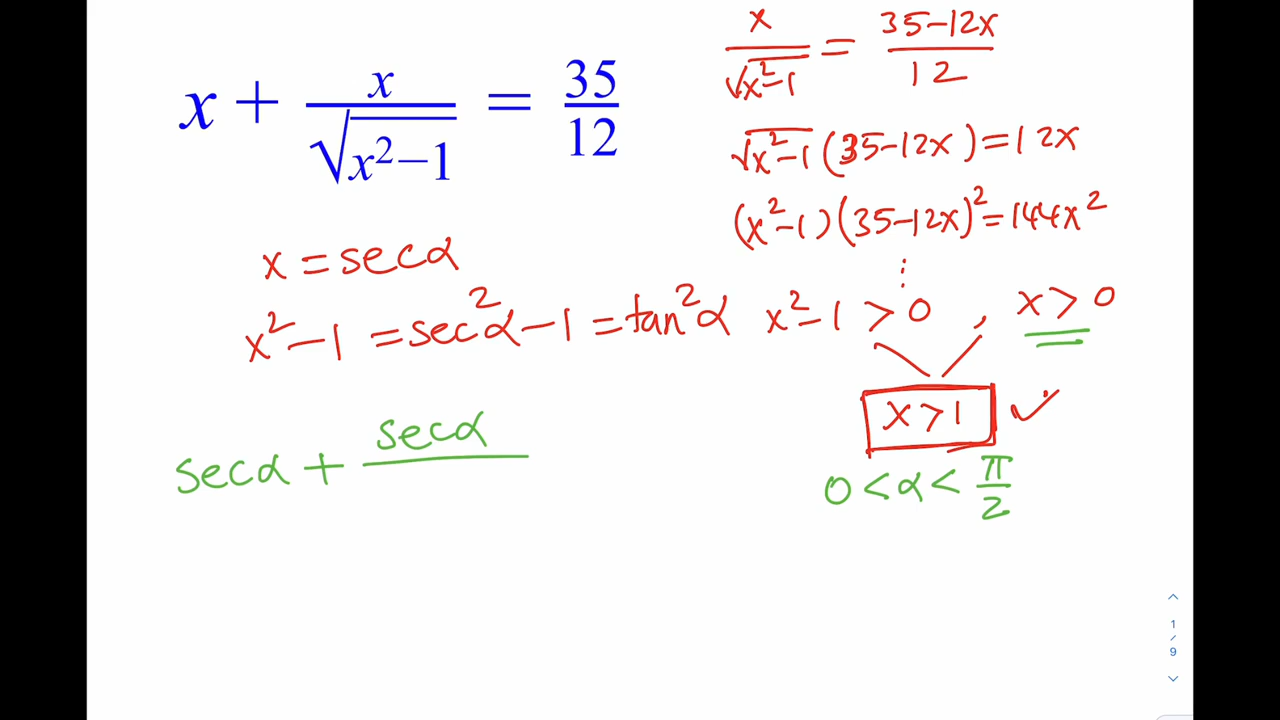 x + x/√(x²−1) = 35/12
x/√(x²−1) = (35−12x)/12
√(x²−1) (35−12x) = 12x
(x²−1)(35−12x)² = 144x²
⋮
x = secα
x²−1 = sec²α−1 = tan²α
x²−1 > 0 , x > 0
x > 1 ✓
0 < α < π/2
secα + secα
1
/
9